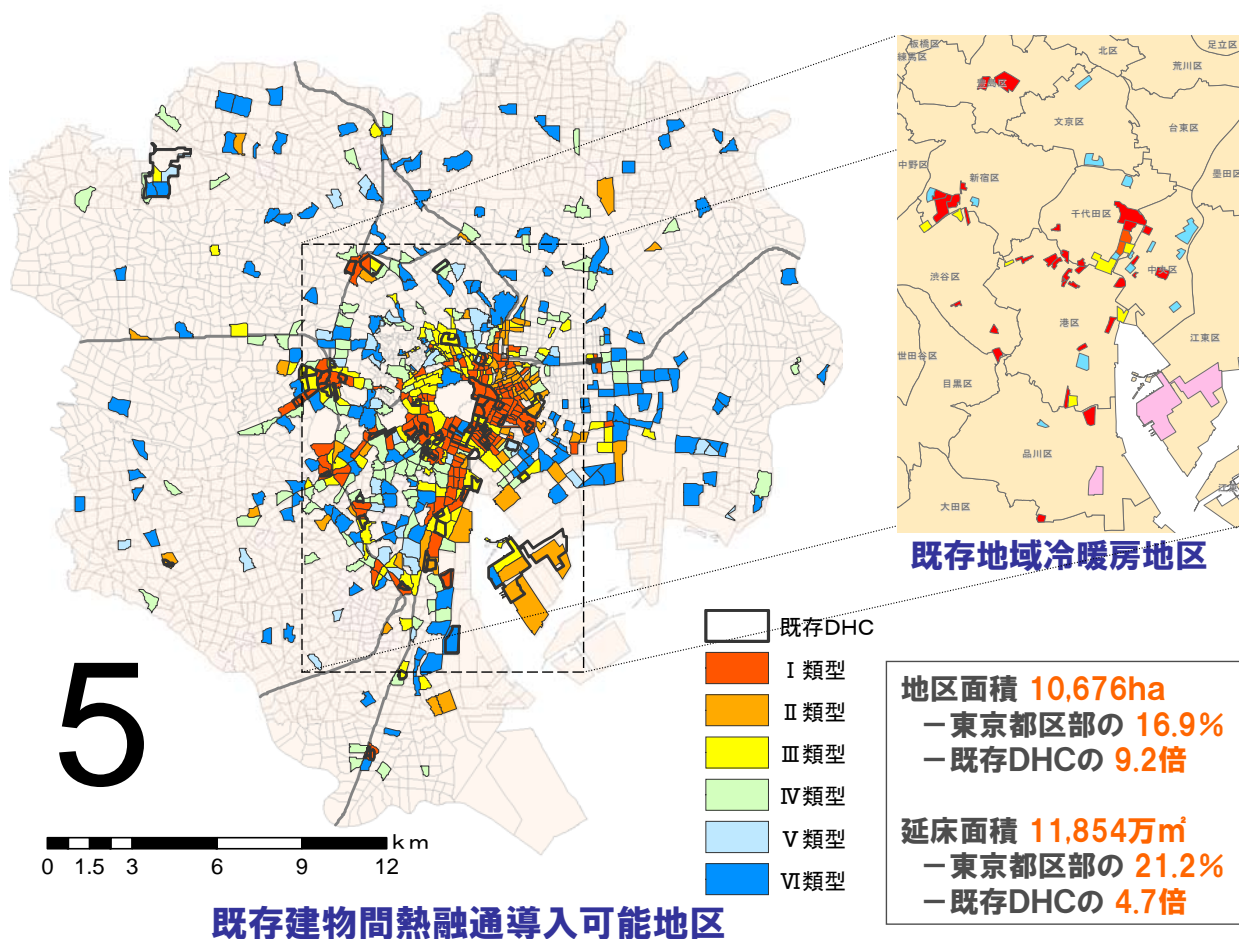 板橋区
練馬区
豊島区
北区
足立区
荒川区
文京区
台東区
中野区
新宿区
墨田区
千代田区
渋谷区
中央区
港区
江東区
世田谷区
目黒区
品川区
大田区
既存地域冷暖房地区
既存DHC
Ⅰ類型
Ⅱ類型
Ⅲ類型
Ⅳ類型
Ⅴ類型
Ⅵ類型
地区面積 10,676ha
－東京都区部の 16.9%
－既存DHCの 9.2倍
延床面積 11,854万㎡
－東京都区部の 21.2%
－既存DHCの 4.7倍
5
km
0 1.5 3 6 9 12
既存建物間熱融通導入可能地区